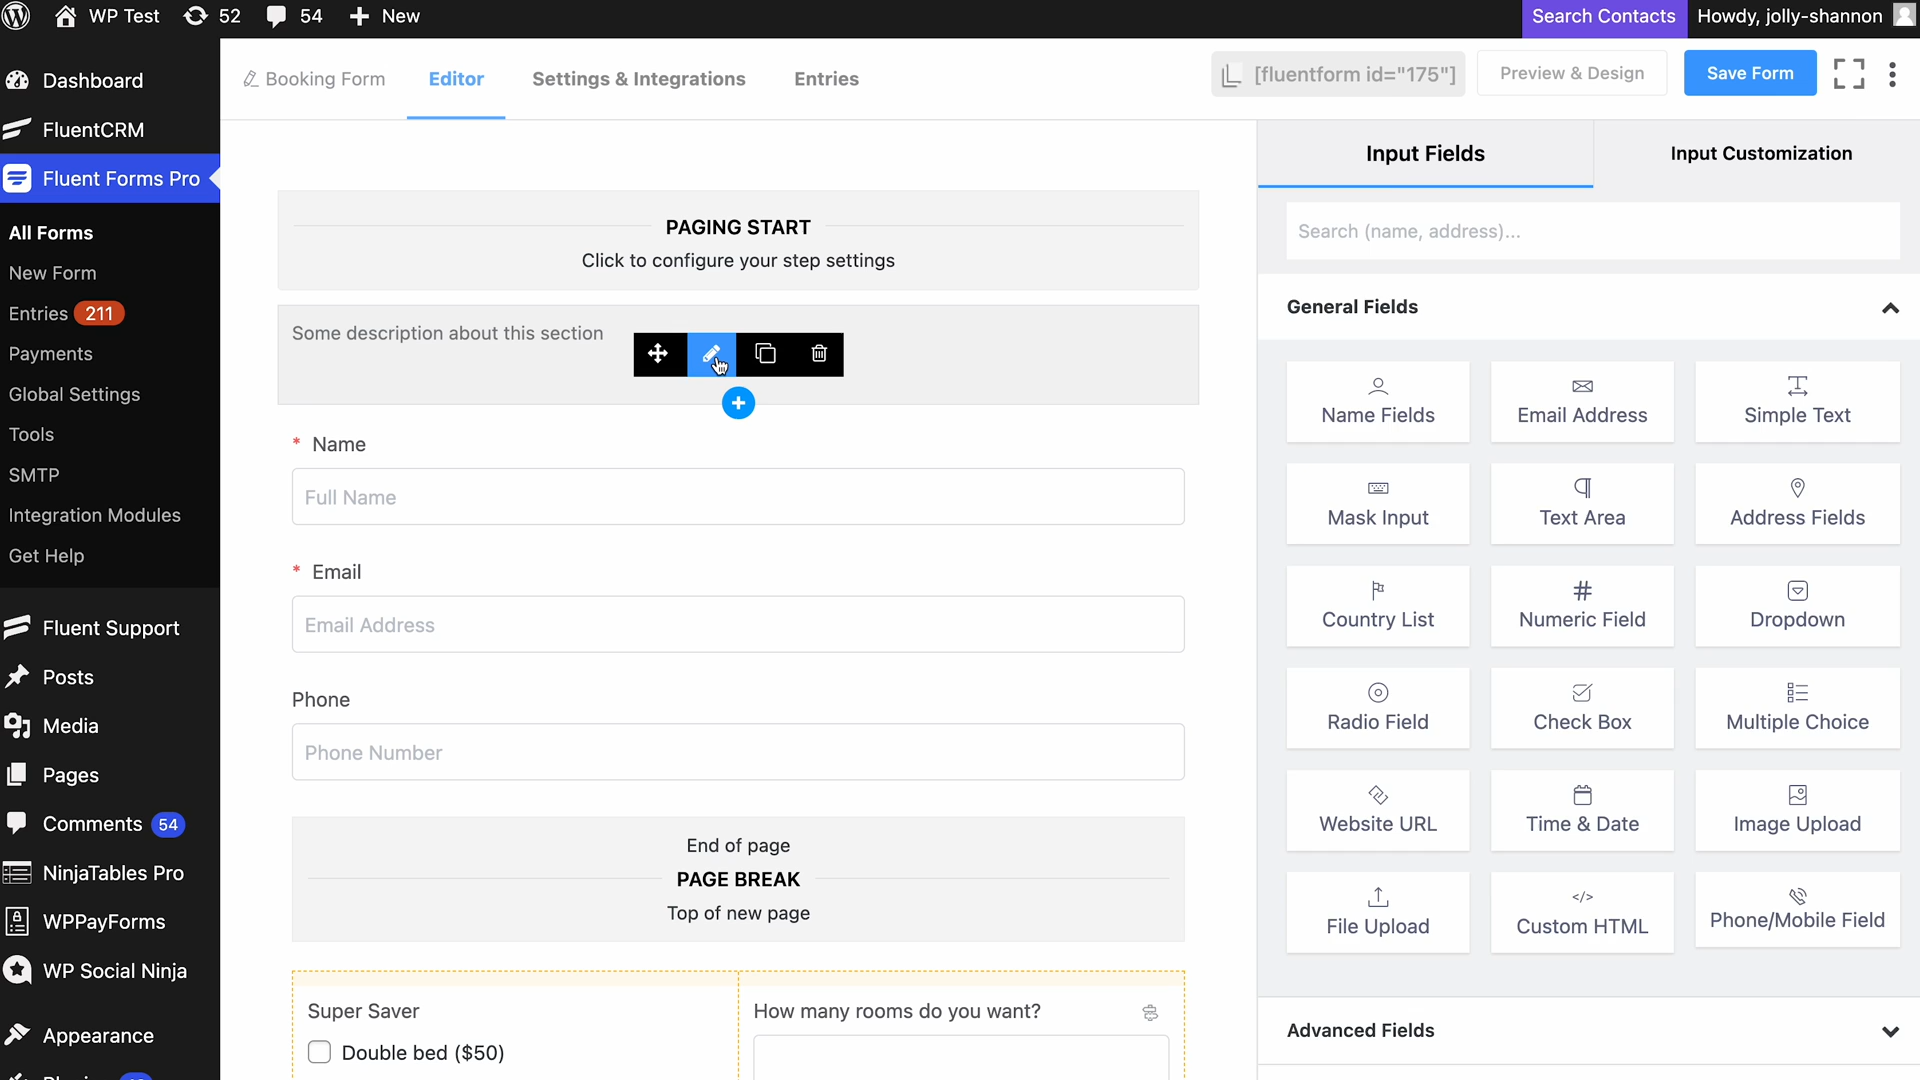 WP Test
52
54
New
Search Contacts
Howdy, jolly-shannon
Dashboard
FluentCRM
Fluent Forms Pro
All Forms
New Form
Entries 211
Payments
Global Settings
Tools
SMTP
Integration Modules
Get Help
Fluent Support
Posts
Media
Pages
Comments 54
NinjaTables Pro
WPPayForms
WP Social Ninja
Appearance
Booking Form
Editor
Settings & Integrations
Entries
[fluentform id="175"]
Preview & Design
Save Form
PAGING START
Click to configure your step settings
Some description about this section
* Name
Full Name
* Email
Email Address
Phone
Phone Number
End of page
PAGE BREAK
Top of new page
Super Saver
Double bed ($50)
How many rooms do you want?
Input Fields
Input Customization
Search (name, address)...
General Fields
Name Fields
Email Address
Simple Text
Mask Input
Text Area
Address Fields
Country List
Numeric Field
Dropdown
Radio Field
Check Box
Multiple Choice
Website URL
Time & Date
Image Upload
File Upload
Custom HTML
Phone/Mobile Field
Advanced Fields